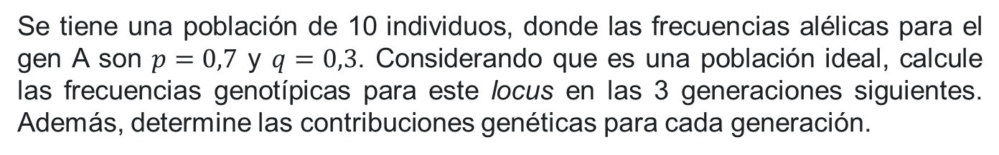 Se tiene una población de 10 individuos, donde las frecuencias alélicas para el
gen A son p = 0,7 y q = 0,3. Considerando que es una población ideal, calcule
las frecuencias genotípicas para este locus en las 3 generaciones siguientes.
Además, determine las contribuciones genéticas para cada generación.